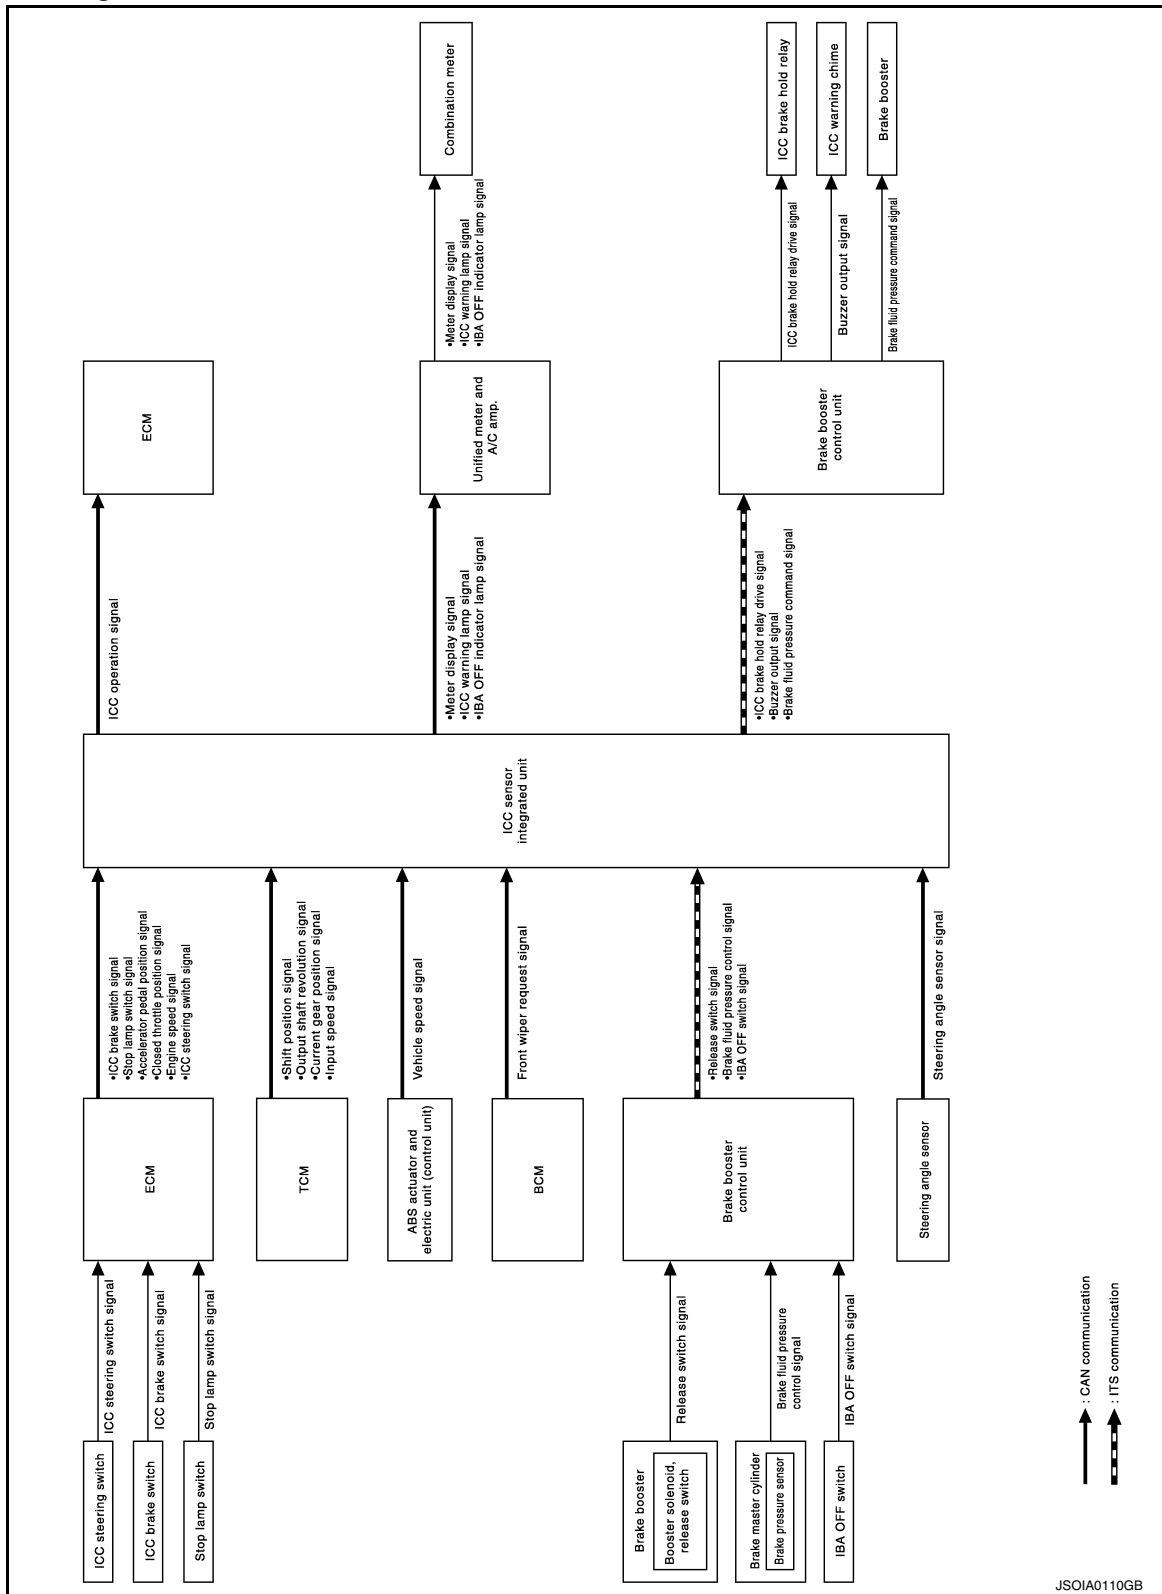 ICC steering switch
ICC brake switch
Stop lamp switch
Brake booster
Booster solenoid,
release switch
Brake master cylinder
Brake pressure sensor
IBA OFF switch
ICC steering switch signal
ICC brake switch signal
Stop lamp switch signal
Release switch signal
Brake fluid pressure
control signal
IBA OFF switch signal
ECM
TCM
ABS actuator and
electric unit (control unit)
BCM
Brake booster
control unit
Steering angle sensor
•ICC brake switch signal
•Stop lamp switch signal
•Accelerator pedal position signal
•Closed throttle position signal
•Engine speed signal
•ICC steering switch signal
•Shift position signal
•Output shaft revolution signal
•Current gear position signal
•Input speed signal
Vehicle speed signal
Front wiper request signal
•Release switch signal
•Brake fluid pressure control signal
•IBA OFF switch signal
Steering angle sensor signal
ICC sensor
integrated unit
ICC operation signal
•Meter display signal
•ICC warning lamp signal
•IBA OFF indicator lamp signal
•ICC brake hold relay drive signal
•Buzzer output signal
•Brake fluid pressure command signal
ECM
Unified meter and
A/C amp.
Brake booster
control unit
•Meter display signal
•ICC warning lamp signal
•IBA OFF indicator lamp signal
ICC brake hold relay drive signal
Buzzer output signal
Brake fluid pressure command signal
Combination meter
ICC brake hold relay
ICC warning chime
Brake booster
: CAN communication
: ITS communication
JSOIA0110GB